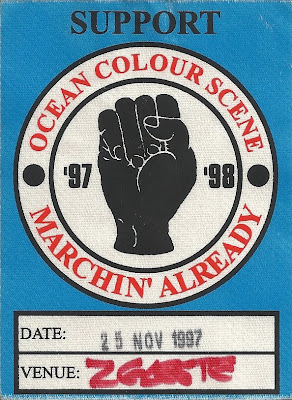 SUPPORT
OCEAN COLOUR SCENE
'97 '98
MARCHIN' ALREADY
DATE: 25 NOV 1997
VENUE: